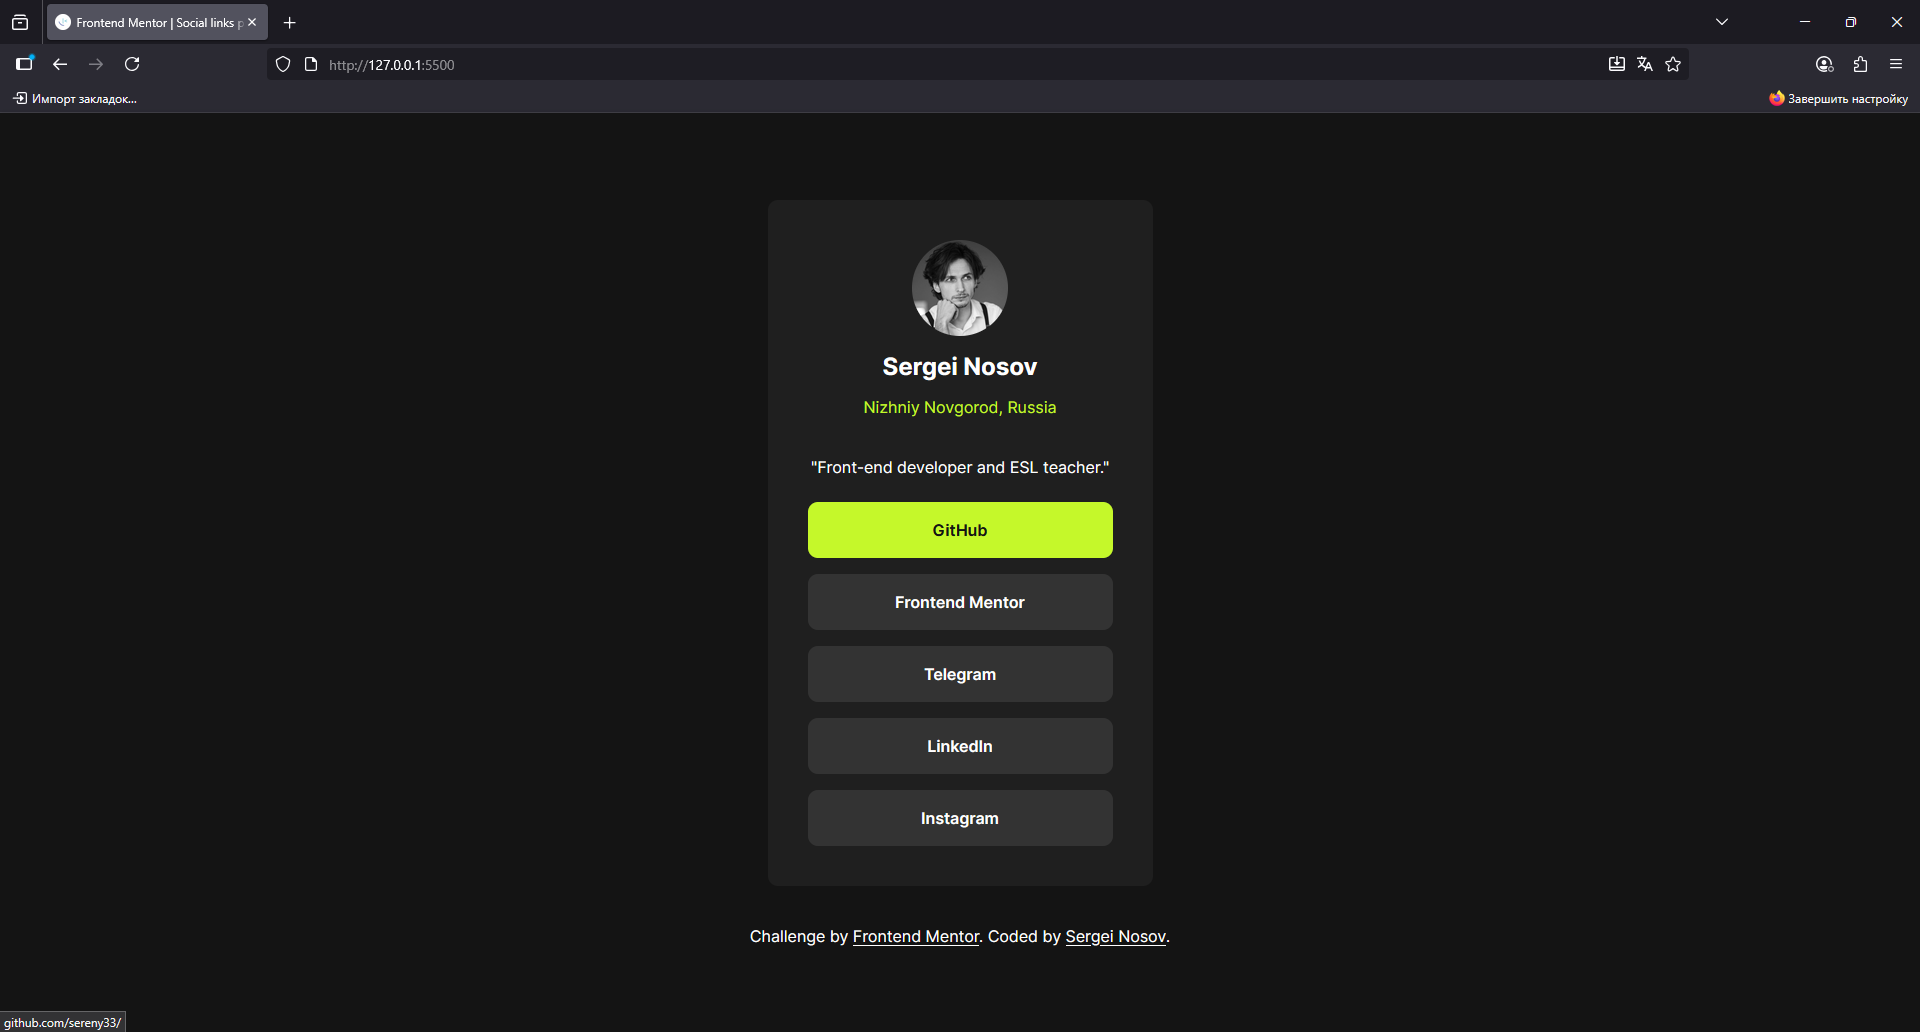 Frontend Mentor | Social links p
http://127.0.0.1:5500
Импорт закладок...
Завершить настройку
Sergei Nosov
Nizhniy Novgorod, Russia
"Front-end developer and ESL teacher."
GitHub
Frontend Mentor
Telegram
LinkedIn
Instagram
Challenge by Frontend Mentor. Coded by Sergei Nosov.
github.com/sereny33/